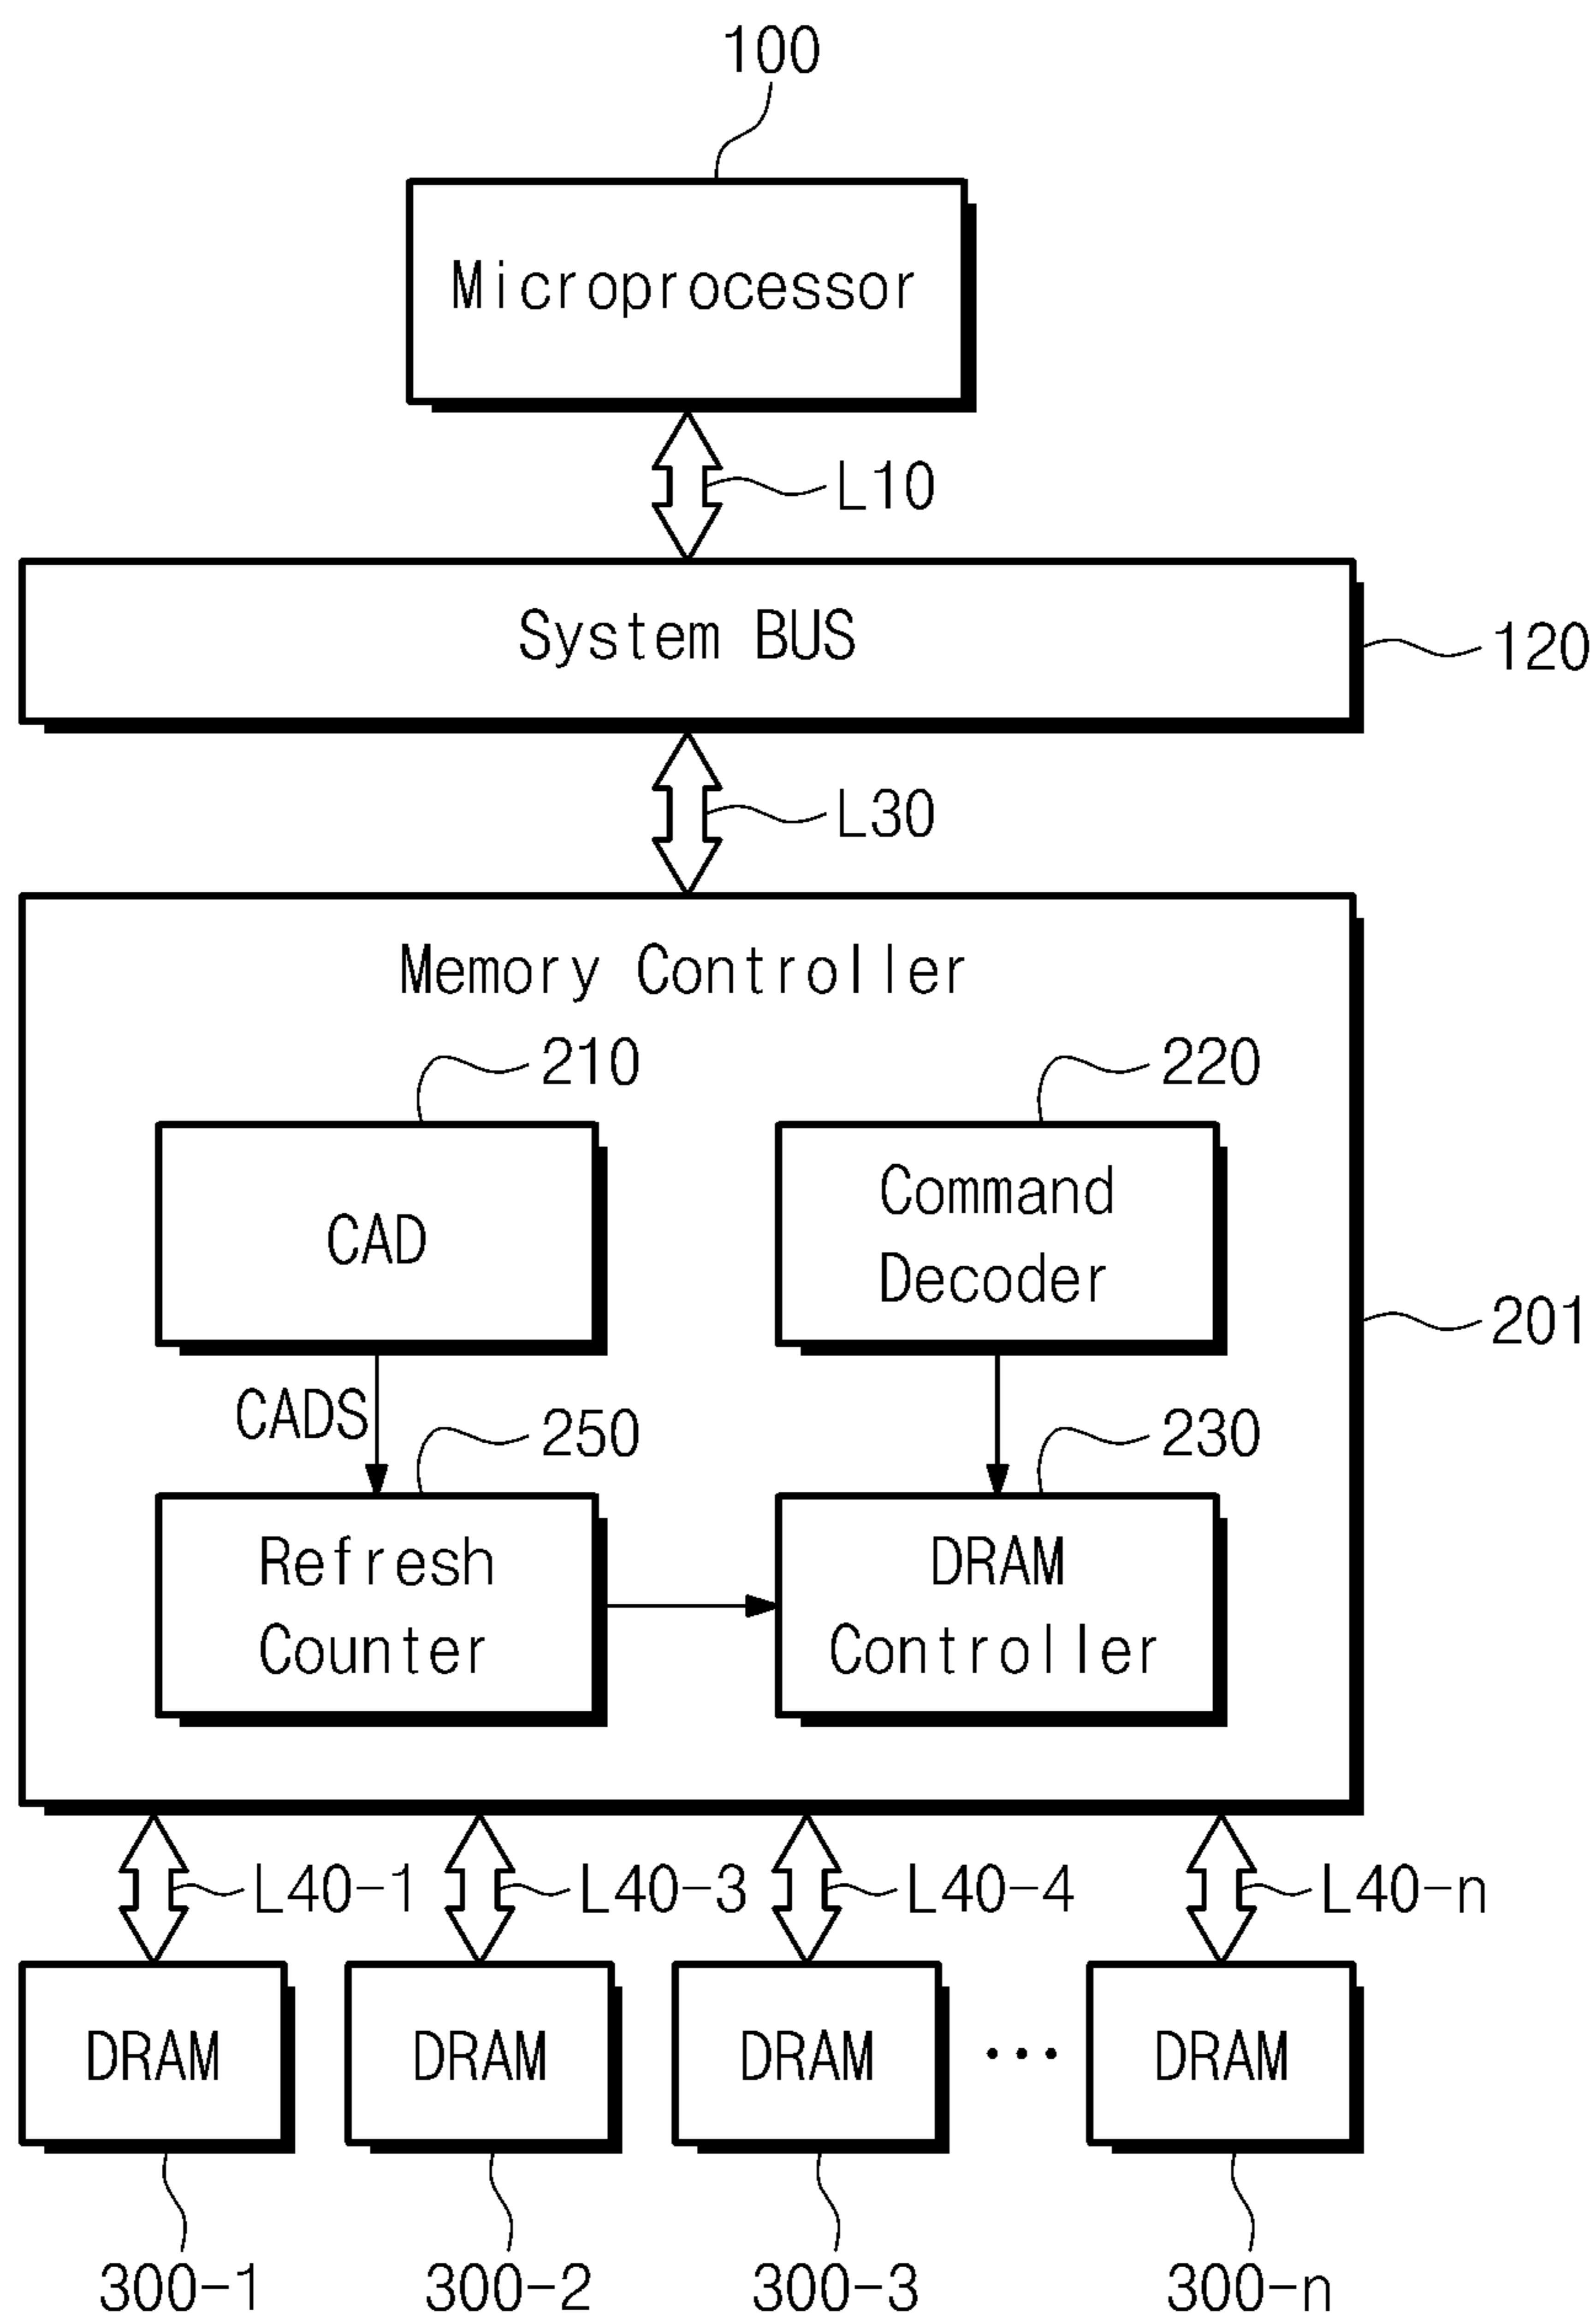 100
Microprocessor
L10
System BUS
120
L30
Memory Controller
210
220
CAD
Command
Decoder
201
CADS
250
230
Refresh
Counter
DRAM
Controller
L40-1
L40-3
L40-4
L40-n
DRAM
DRAM
DRAM
...
DRAM
300-1
300-2
300-3
300-n